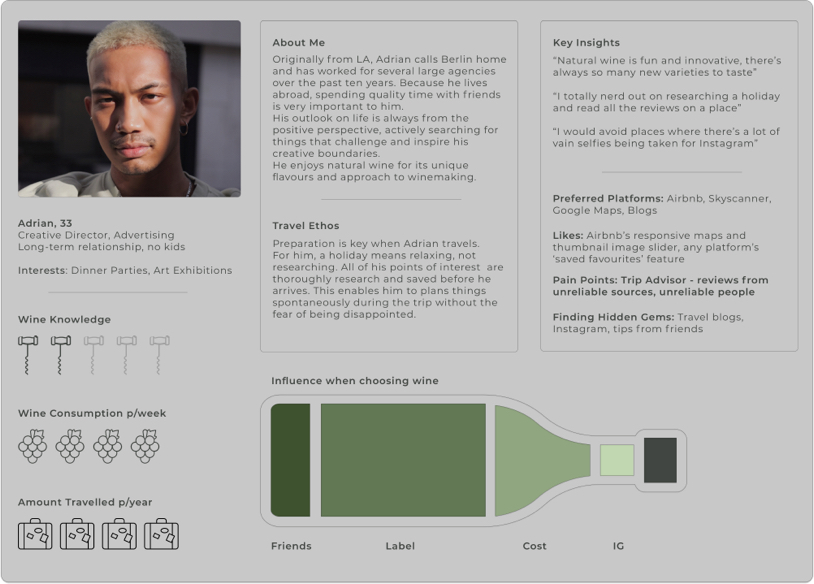 Adrian, 33
Creative Director, Advertising
Long-term relationship, no kids
Interests: Dinner Parties, Art Exhibitions
Wine Knowledge
Wine Consumption p/week
Amount Travelled p/year
About Me
Originally from LA, Adrian calls Berlin home
and has worked for several large agencies
over the past ten years. Because he lives
abroad, spending quality time with friends
is very important to him.
His outlook on life is always from the
positive perspective, actively searching for
things that challenge and inspire his
creative boundaries.
He enjoys natural wine for its unique
flavours and approach to winemaking.
Travel Ethos
Preparation is key when Adrian travels.
For him, a holiday means relaxing, not
researching. All of his points of interest are
thoroughly research and saved before he
arrives. This enables him to plan things
spontaneously during the trip without the
fear of being disappointed.
Key Insights
“Natural wine is fun and innovative, there’s
always so many new varieties to taste”
“I totally nerd out on researching a holiday
and read all the reviews on a place”
“I would avoid places where there’s a lot of
vain selfies being taken for Instagram”
Preferred Platforms: Airbnb, Skyscanner,
Google Maps, Blogs
Likes: Airbnb’s responsive maps and
thumbnail image slider, any platform’s
‘saved favourites’ feature
Pain Points: Trip Advisor - reviews from
unreliable sources, unreliable people
Finding Hidden Gems: Travel blogs,
Instagram, tips from friends
Influence when choosing wine
Friends
Label
Cost
IG